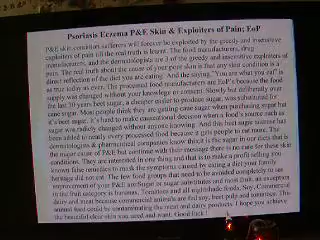 Psoriasis Eczema P&E Skin & Exploiters of Pain; EoP
P&E skin condition sufferers will forever be exploited by the greedy and insensitive
exploiters of pain till the real truth is learnt. The food manufacturers, drug
manufacturers, and the dermatologists are 3 of the greedy and insensitive exploiters of
pain. The real truth about the cause of your poor skin is that any skin condition is a
direct reflection of the diet you are eating. And the saying "You are what you eat" is
as true today as ever. The processed food manufacturers are EoP's because the food
supply was changed without your knowledge or consent. Slowly but deliberately over
the last 30 years beet sugar, a cheaper sweeter to produce sugar, was substituted for
cane sugar. Most people think they are getting cane sugar when purchasing sugar but
it's beet sugar. It's hard to make decision when a food's source such as
sugar was radically changed without anyone knowing. And this beet sugar has
been added to nearly every processed food because it gets people to eat more. The
dermatologists & pharmaceutical companies know this is the sugar in our diets that is
the major cause of P&E but continue with their message there is no cure for these skin
conditions. They are interested in one thing and that is to make a profit selling you
known false remedies to mask the symptoms caused by eating a diet your family
heritage did not eat. The few food groups that need to be avoided completely to see
improvement of your P&E are Sugar or sugar substitutes and most fruit, an exception
in the fruit category is bananas. Tomatoes and all nightshade foods, Soy, Commercial
dairy and meat because commercial animals are fed soy, beet pulp and tomatoes. This
animal feed could be contaminating the meat and dairy products. I hope you achieve
the beautiful clear skin you need and want. Good luck !